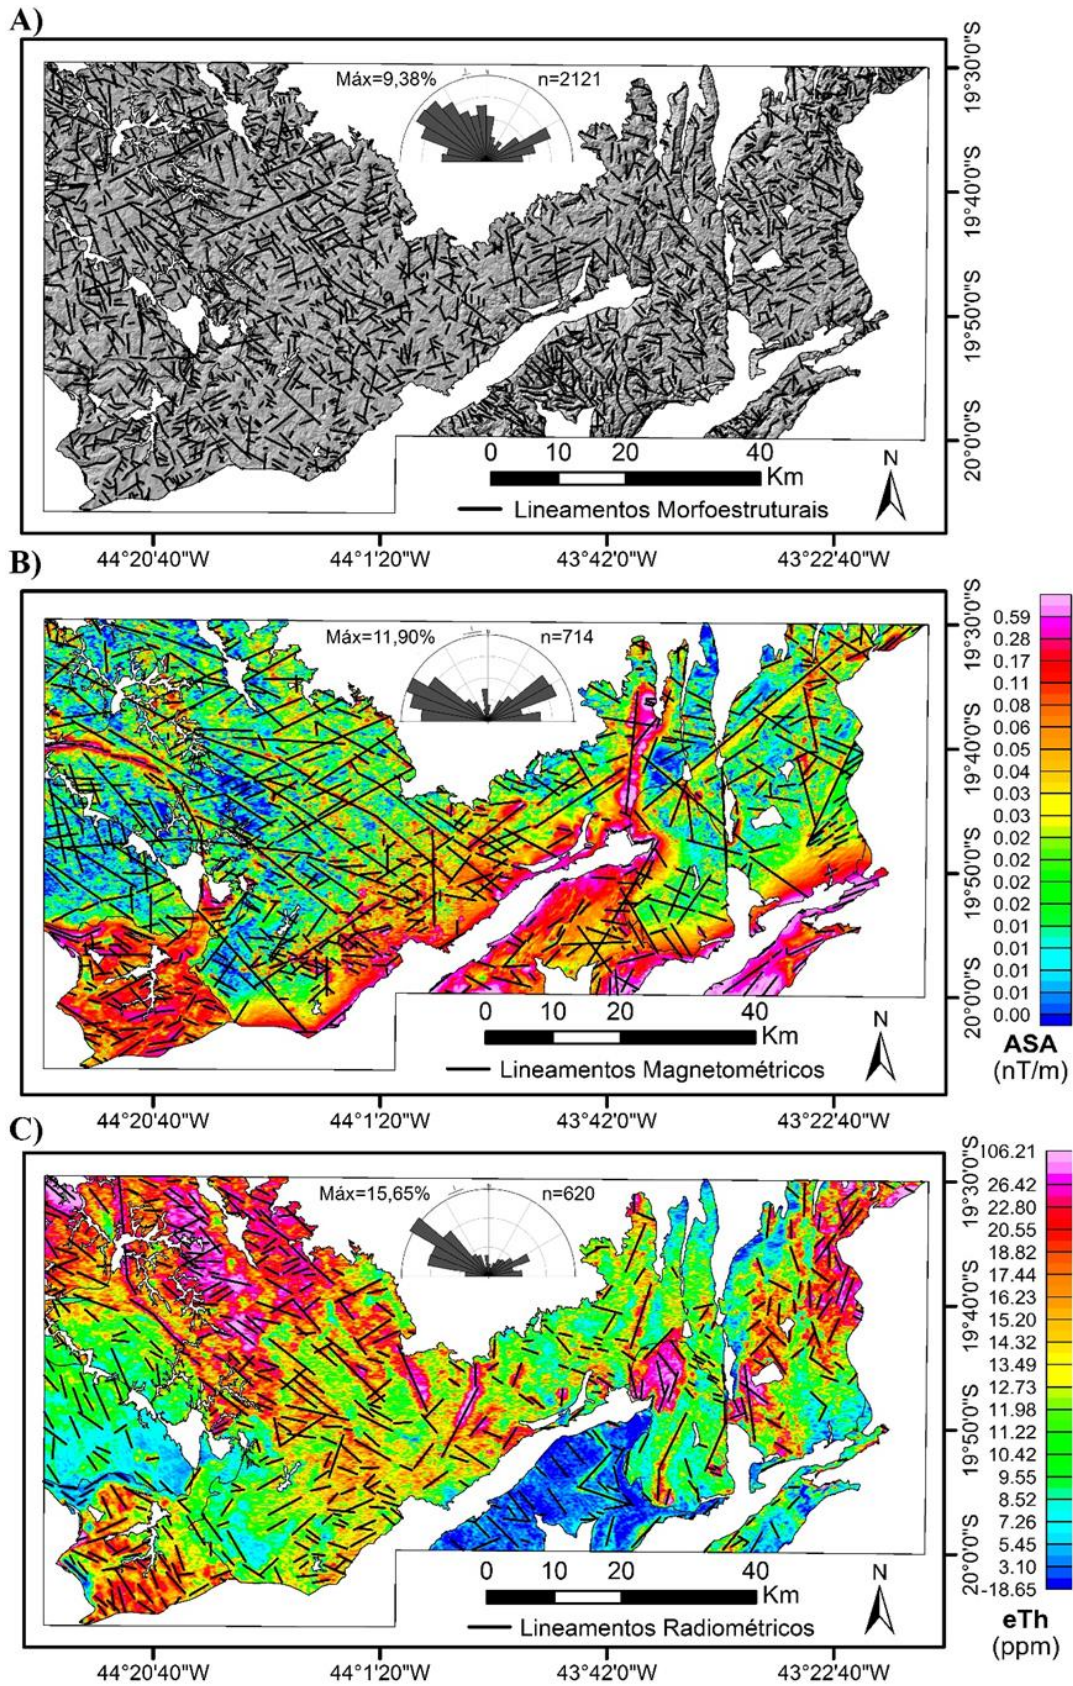 A)
Máx=9,38%
n=2121
19°30'0"S
19°40'0"S
19°50'0"S
20°0'0"S
0 10 20 40
Km
N
Lineamentos Morfoestruturais
44°20'40"W 44°1'20"W 43°42'0"W 43°22'40"W
B)
Máx=11,90%
n=714
19°30'0"S
19°40'0"S
19°50'0"S
20°0'0"S
0 10 20 40
Km
N
Lineamentos Magnetométricos
0.59
0.28
0.17
0.11
0.08
0.06
0.05
0.04
0.03
0.03
0.02
0.02
0.02
0.02
0.01
0.01
0.01
0.01
0.00
ASA
(nT/m)
44°20'40"W 44°1'20"W 43°42'0"W 43°22'40"W
C)
Máx=15,65%
n=620
19°30'0"S
19°40'0"S
19°50'0"S
20°0'0"S
0 10 20 40
Km
N
Lineamentos Radiométricos
106.21
26.42
22.80
20.55
18.82
17.44
16.23
15.20
14.32
13.49
12.73
11.98
11.22
10.42
9.55
8.52
7.26
5.45
3.10
-18.65
eTh
(ppm)
44°20'40"W 44°1'20"W 43°42'0"W 43°22'40"W